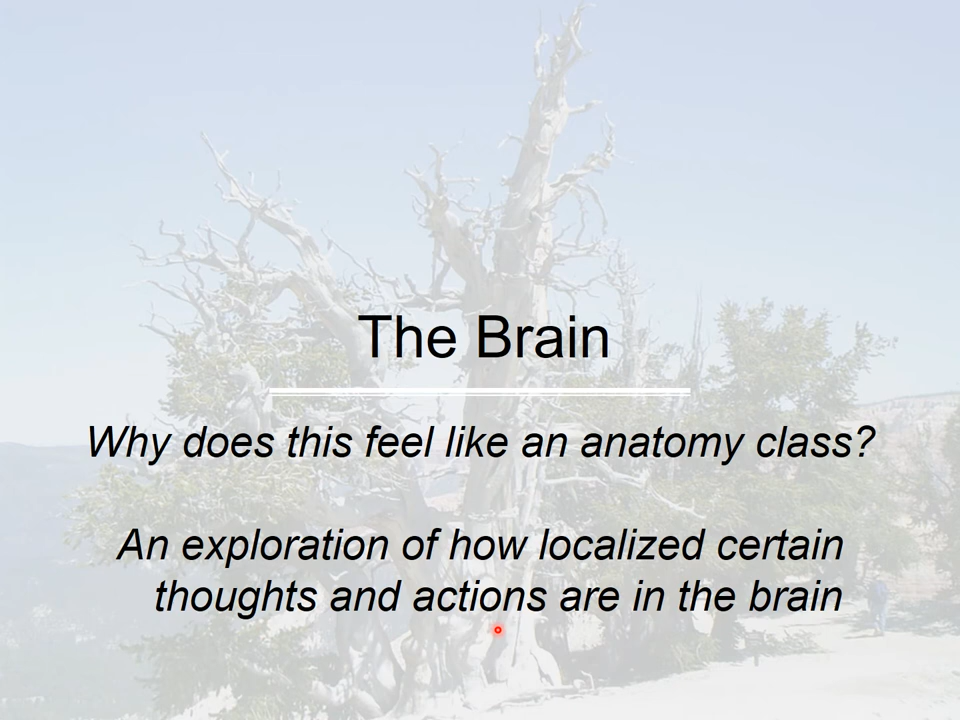 The Brain
Why does this feel like an anatomy class?
An exploration of how localized certain
thoughts and actions are in the brain